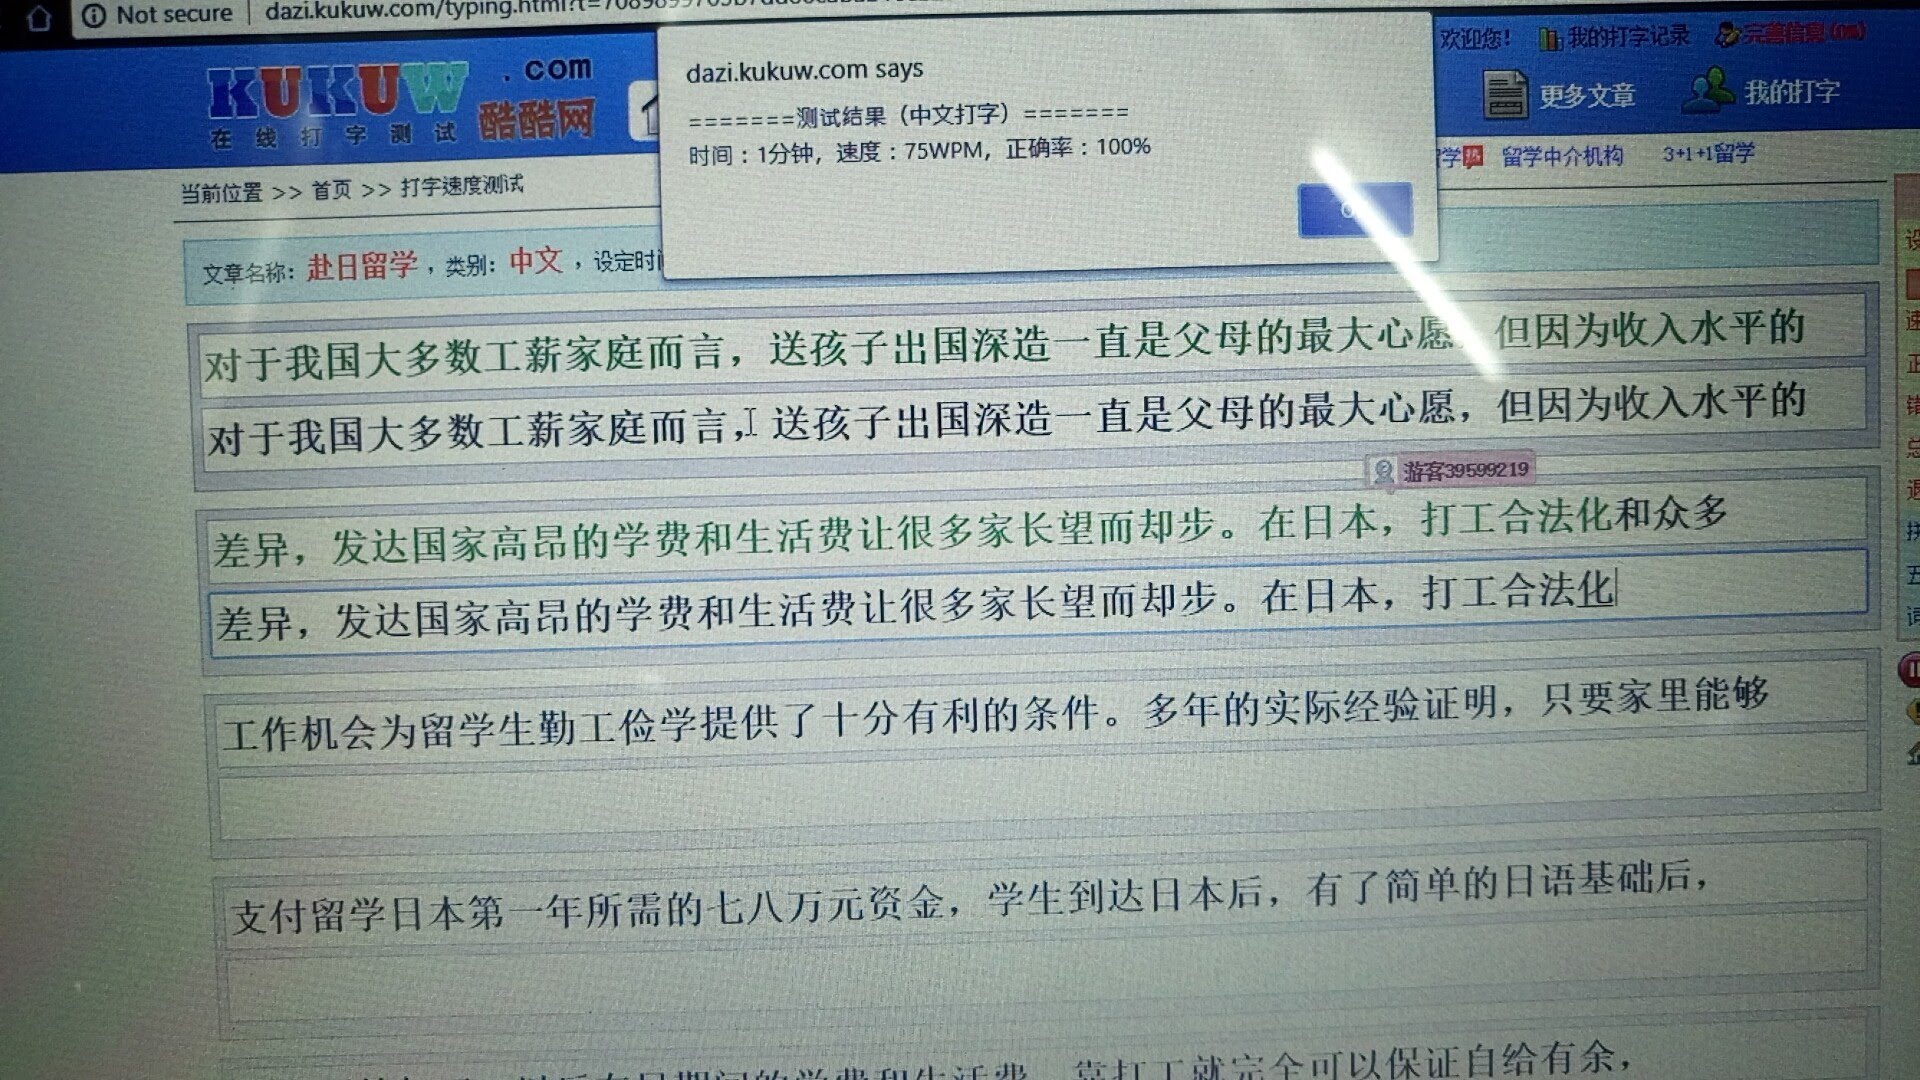 Not secure
dazi.kukuw.com/typing.html?t=
dazi.kukuw.com says
=======测试结果（中文打字）=======
时间：1分钟，速度：75WPM，正确率：100%
KUKUW.com
酷酷网
在线打字测试
欢迎您! 我的打字记录
更多文章 我的打字
留学中介机构 3+1+1留学
当前位置 >> 首页 >> 打字速度测试
文章名称: 赴日留学，类别: 中文，设定时
对于我国大多数工薪家庭而言，送孩子出国深造一直是父母的最大心愿，但因为收入水平的
对于我国大多数工薪家庭而言，送孩子出国深造一直是父母的最大心愿，但因为收入水平的
游客39599219
差异，发达国家高昂的学费和生活费让很多家长望而却步。在日本，打工合法化和众多
差异，发达国家高昂的学费和生活费让很多家长望而却步。在日本，打工合法化
工作机会为留学生勤工俭学提供了十分有利的条件。多年的实际经验证明，只要家里能够
支付留学日本第一年所需的七八万元资金，学生到达日本后，有了简单的日语基础后，
学费和生活费，靠打工就完全可以保证自给有余，